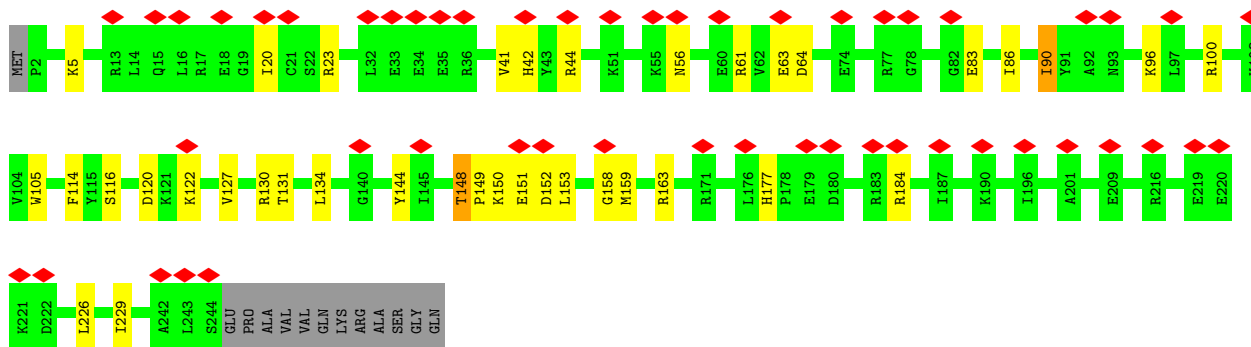 MET P2 K5 R13 L14 Q15 L16 R17 E18 G19 I20 C21 S22 R23 L32 E33 E34 E35 R36 V41 H42 Y43 R44 K51 K55 N56 E60 R61 V62 E63 D64 E74 R77 G78 G82 E83 I86 I90 Y91 A92 N93 K96 L97 R100
V104 W105 F114 Y115 S116 D120 K121 K122 V127 R130 T131 L134 G140 Y144 I145 T148 P149 K150 E151 D152 L153 G158 M159 R163 R171 L176 H177 P178 E179 D180 R183 R184 I187 K190 I196 A201 E209 R216 E219 E220
K221 D222 L226 I229 A242 L243 S244 GLU PRO ALA VAL VAL GLN LYS ARG ALA SER GLY GLN